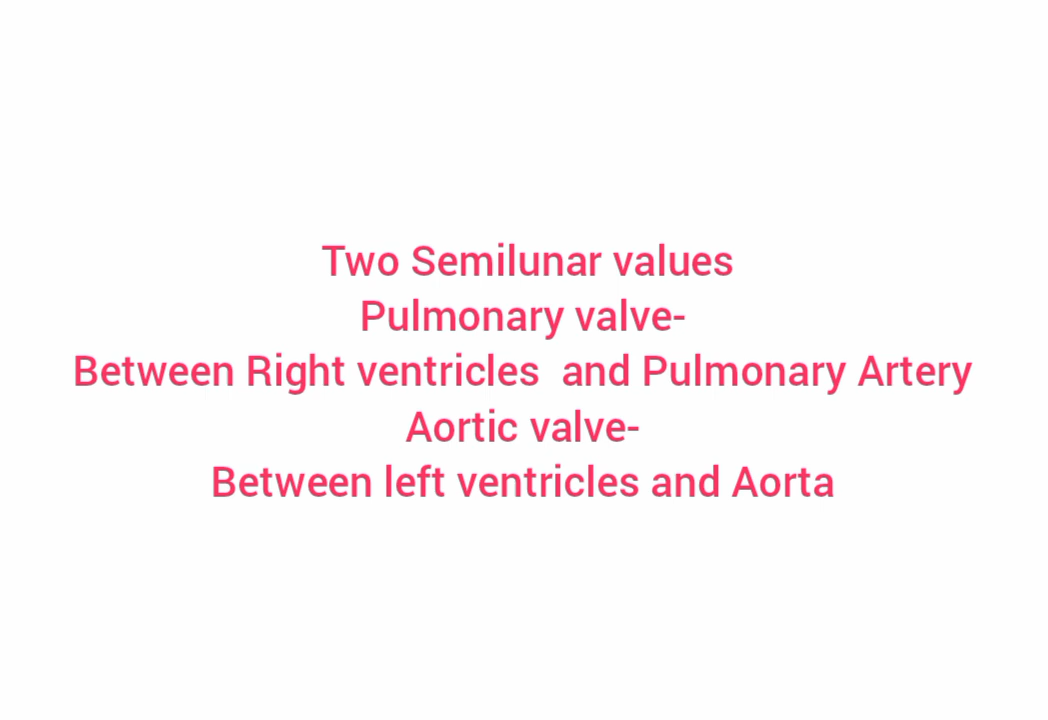 Two Semilunar values
Pulmonary valve-
Between Right ventricles  and Pulmonary Artery
Aortic valve-
Between left ventricles and Aorta